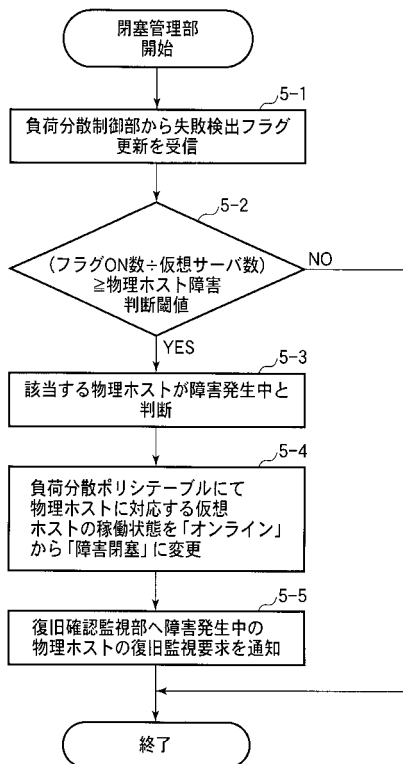 閉塞管理部
開始
5-1
負荷分散制御部から失敗検出フラグ
更新を受信
5-2
(フラグON数÷仮想サーバ数)
≧物理ホスト障害
判断閾値
NO
YES
5-3
該当する物理ホストが障害発生中と
判断
5-4
負荷分散ポリシテーブルにて
物理ホストに対応する仮想
ホストの稼働状態を「オンライン」
から「障害閉塞」に変更
5-5
復旧確認監視部へ障害発生中の
物理ホストの復旧監視要求を通知
終了